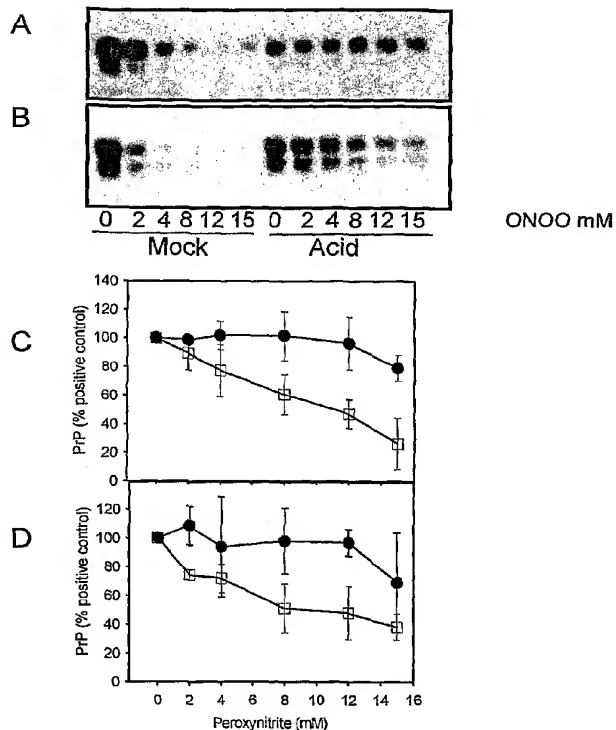 A
B
0 2 4 8 12 15 0 2 4 8 12 15 ONOO mM
Mock Acid
C
140
120
100
80
60
40
20
0
PrP (% positive control)
D
120
100
80
60
40
20
0
PrP (% positive control)
0 2 4 6 8 10 12 14 16
Peroxynitrite (mM)